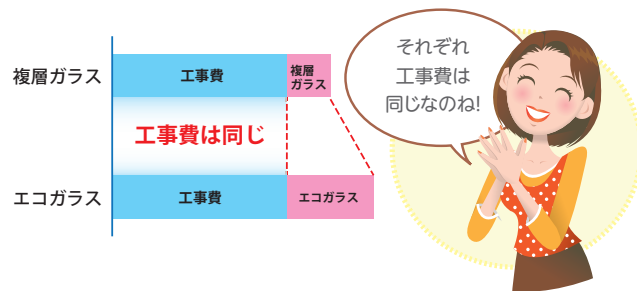 複層ガラス
工事費
複層
ガラス
工事費は同じ
エコガラス
工事費
エコガラス
それぞれ
工事費は
同じなのね!